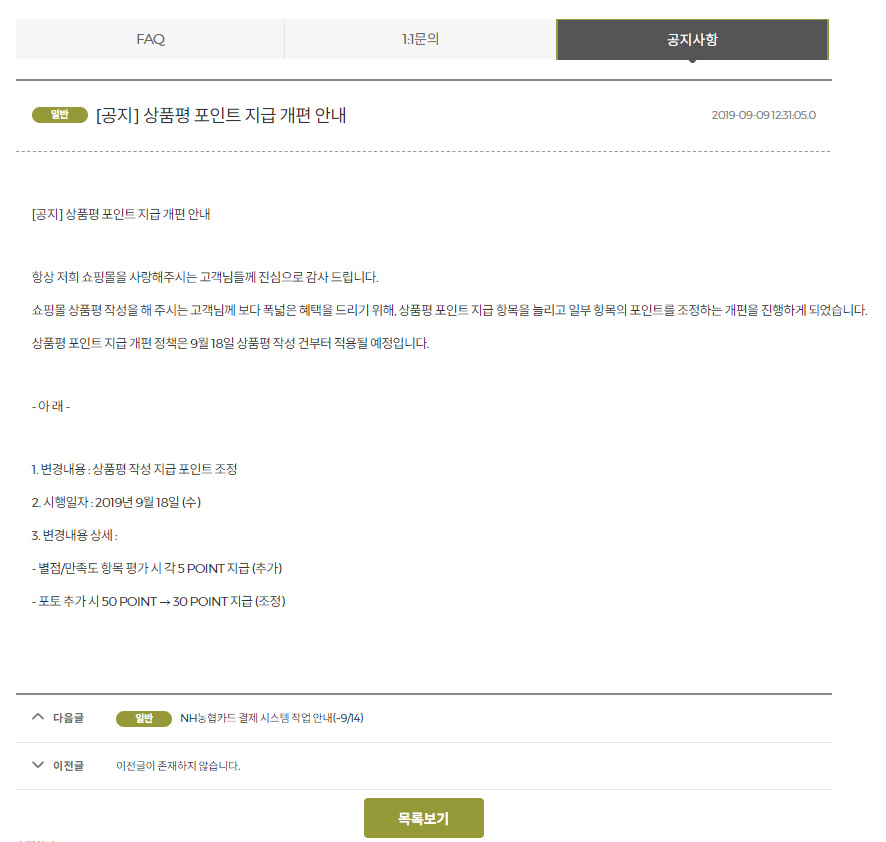 FAQ
1:1문의
공지사항
일반 [공지] 상품평 포인트 지급 개편 안내 2019-09-09 12:31:05.0
[공지] 상품평 포인트 지급 개편 안내
항상 저희 쇼핑몰을 사랑해주시는 고객님들께 진심으로 감사 드립니다.
쇼핑몰 상품평 작성을 해 주시는 고객님께 보다 폭넓은 혜택을 드리기 위해, 상품평 포인트 지급 항목을 늘리고 일부 항목의 포인트를 조정하는 개편을 진행하게 되었습니다.
상품평 포인트 지급 개편 정책은 9월 18일 상품평 작성 건부터 적용될 예정입니다.
- 아 래 -
1. 변경내용 : 상품평 작성 지급 포인트 조정
2. 시행일자 : 2019년 9월 18일 (수)
3. 변경내용 상세 :
- 별점/만족도 항목 평가 시 각 5 POINT 지급 (추가)
- 포토 추가 시 50 POINT → 30 POINT 지급 (조정)
다음글 일반 NH농협카드 결제 시스템 작업 안내(~9/14)
이전글 이전글이 존재하지 않습니다.
목록보기